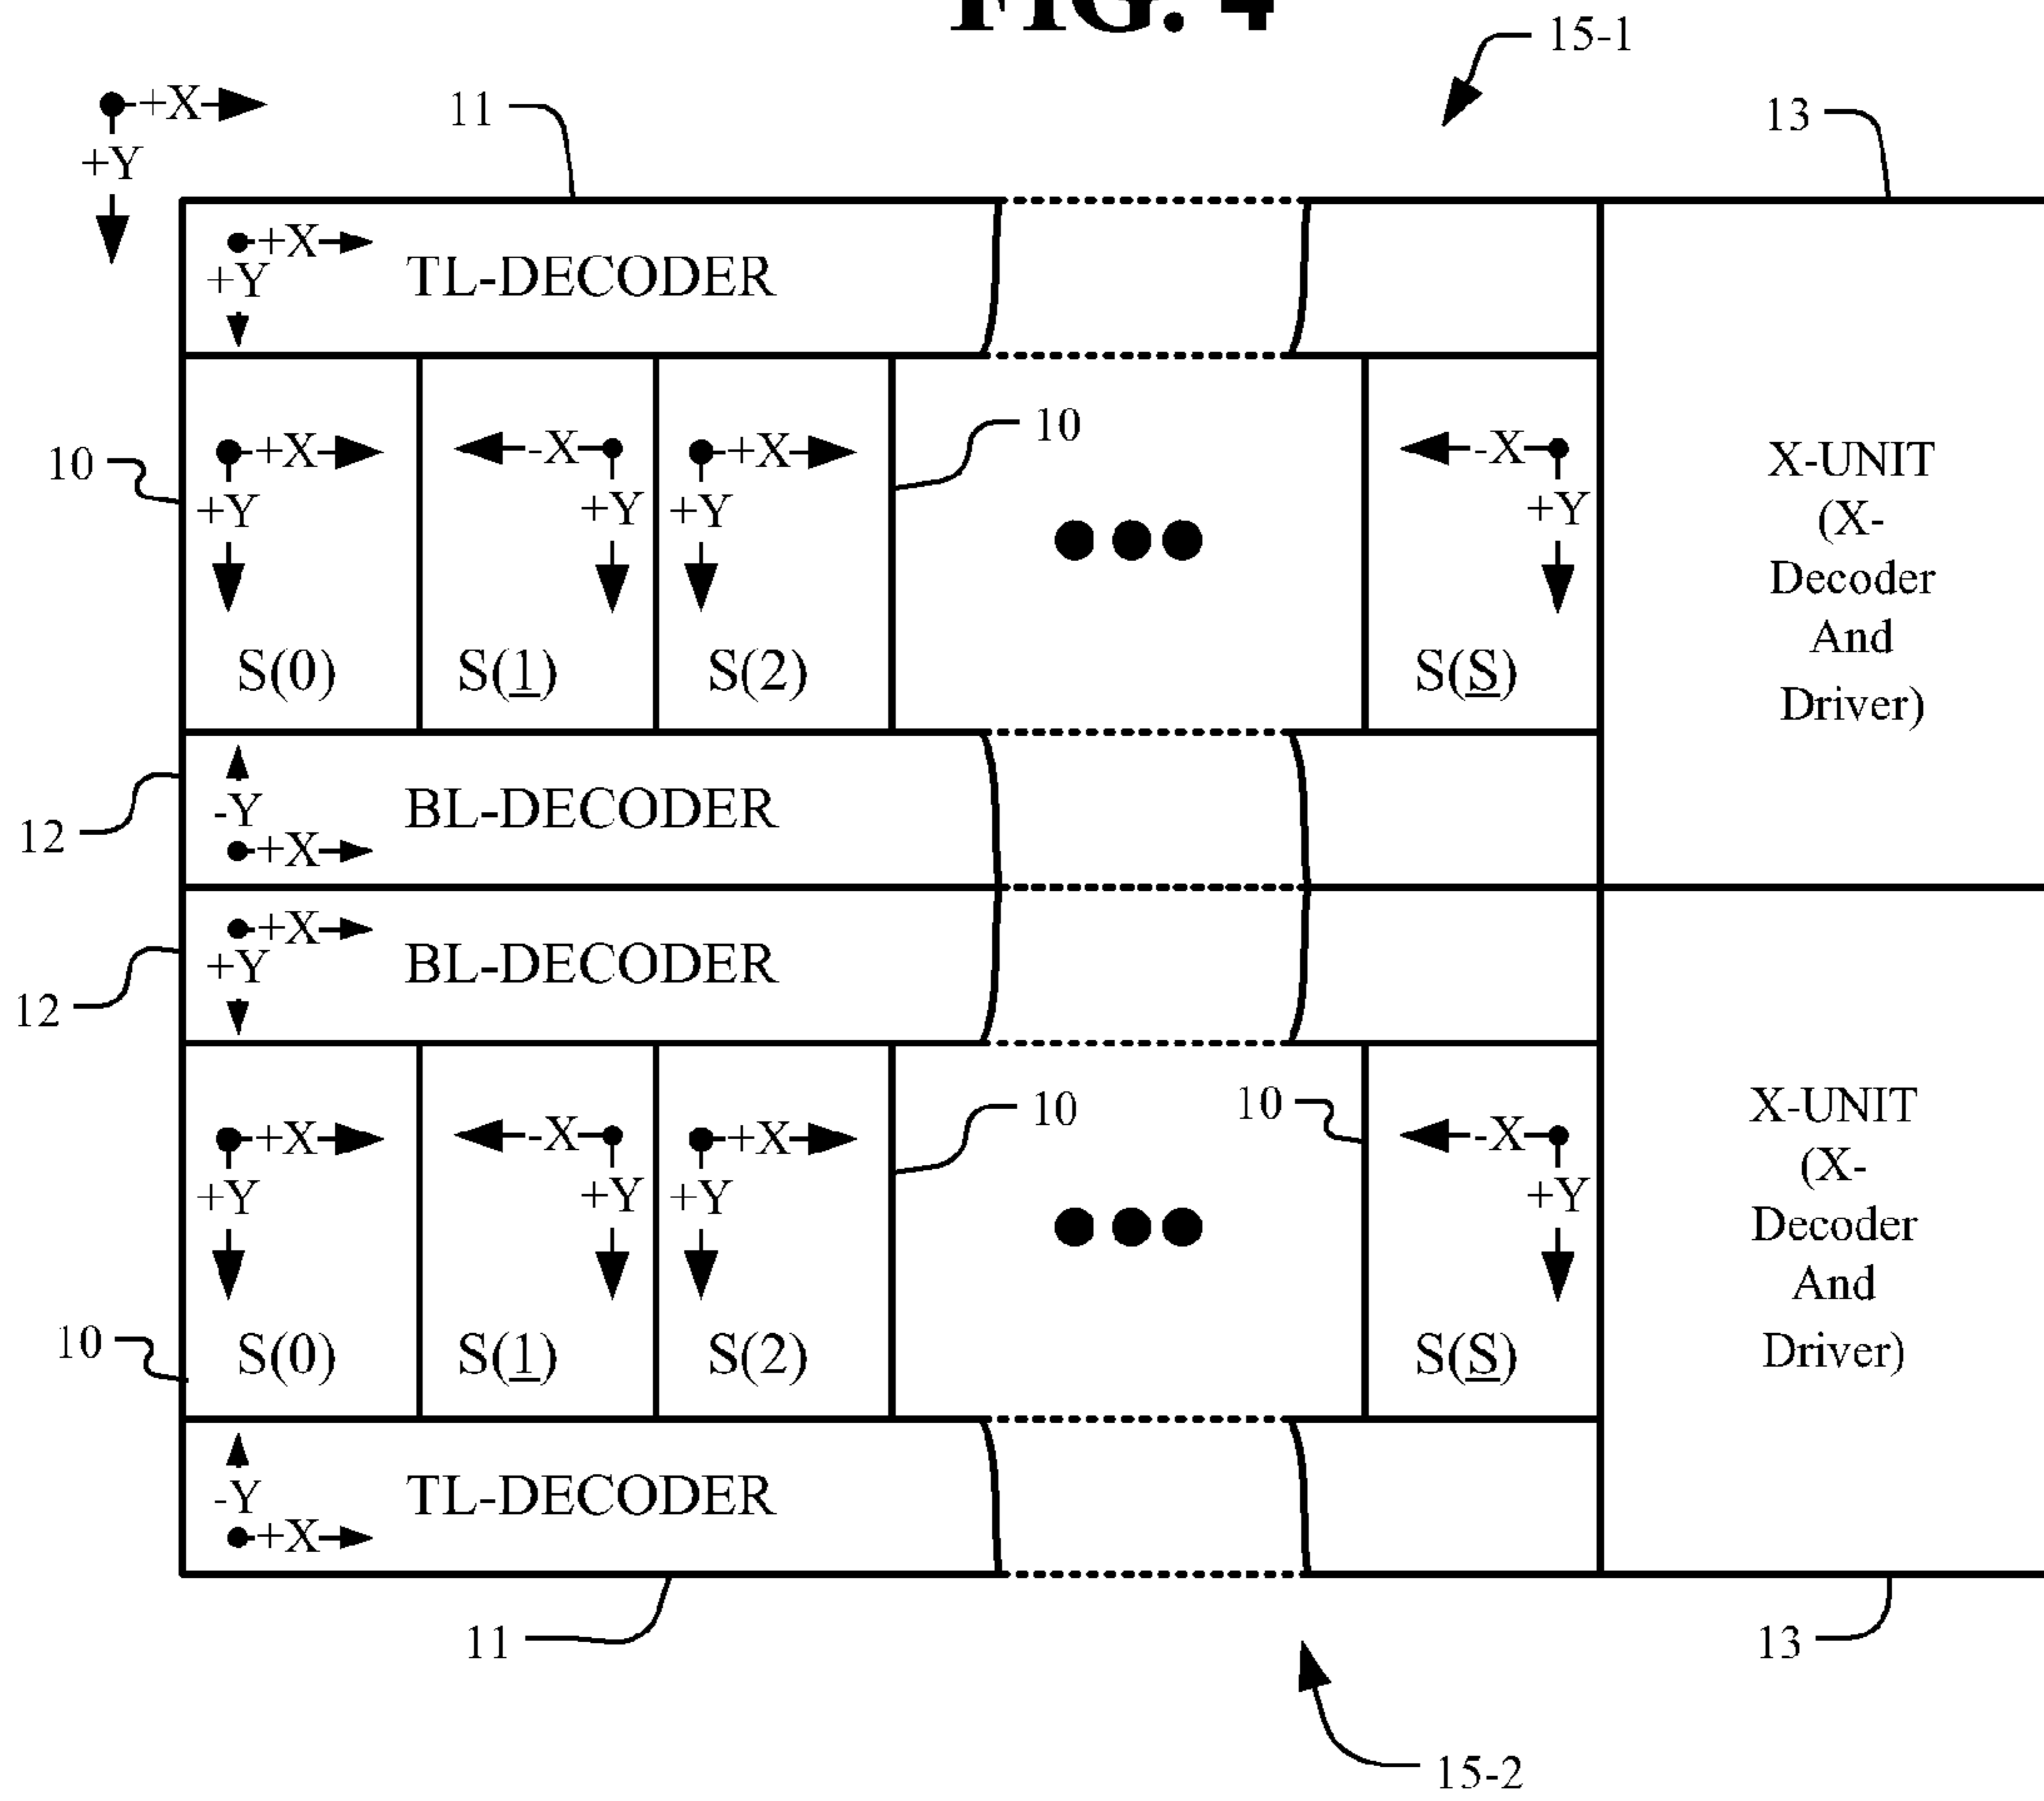 FIG. 4
15-1
+X
11
13
+Y
+X
+Y
TL-DECODER
10
+X
-X
+X
10
-X
X-UNIT
+Y
+Y
+Y
+Y
(X-
Decoder
And
Driver)
S(0)
S(1)
S(2)
S(S)
12
-Y
BL-DECODER
+X
12
+X
+Y
BL-DECODER
+X
-X
+X
10
10
-X
X-UNIT
+Y
+Y
+Y
+Y
(X-
Decoder
And
Driver)
10
S(0)
S(1)
S(2)
S(S)
-Y
TL-DECODER
+X
11
13
15-2